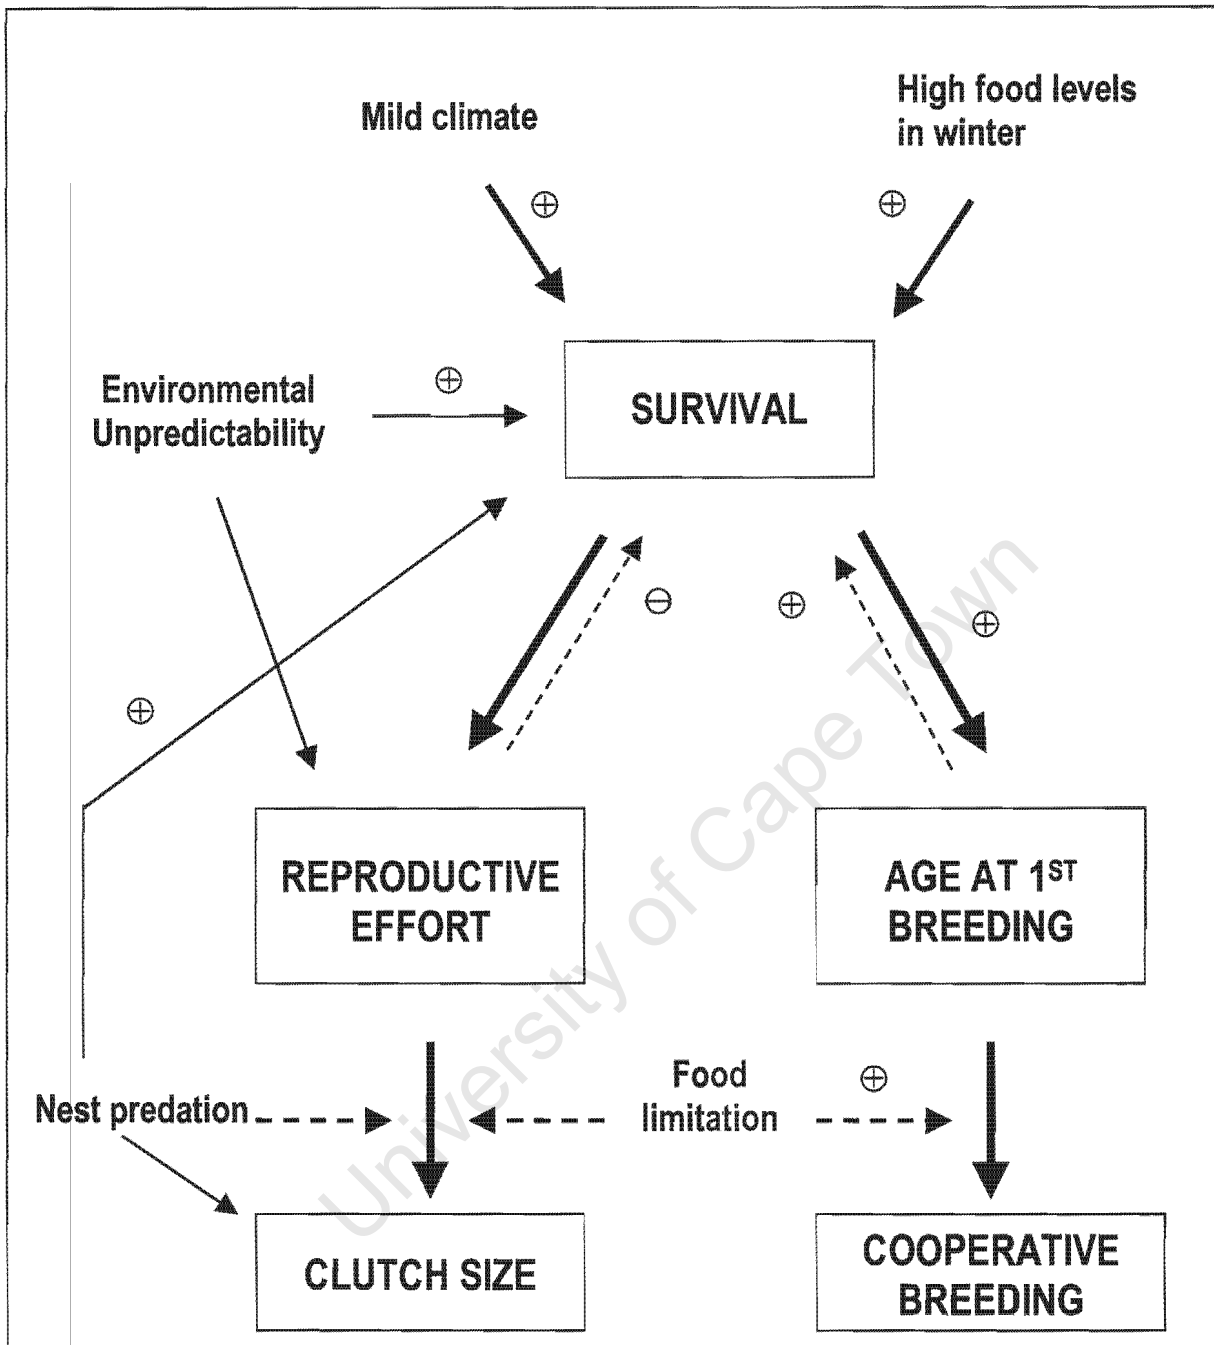 Mild climate
High food levels
in winter
⊕
⊕
Environmental
Unpredictability
⊕
SURVIVAL
⊖
⊕
⊕
⊕
REPRODUCTIVE
EFFORT
AGE AT 1ST
BREEDING
Nest predation
Food
limitation
⊕
CLUTCH SIZE
COOPERATIVE
BREEDING
University of Cape Town